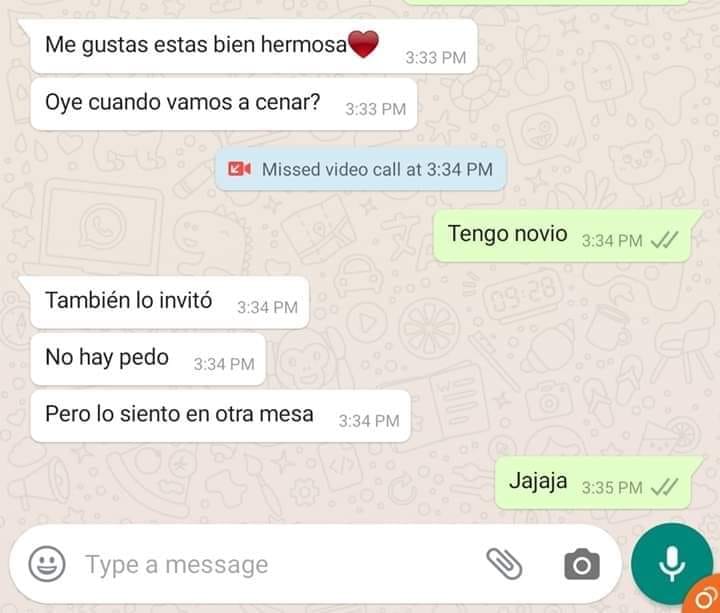 Me gustas estas bien hermosa❤️ 3:33 PM
Oye cuando vamos a cenar? 3:33 PM
Missed video call at 3:34 PM
Tengo novio 3:34 PM
También lo invitó 3:34 PM
No hay pedo 3:34 PM
Pero lo siento en otra mesa 3:34 PM
Jajaja 3:35 PM
Type a message